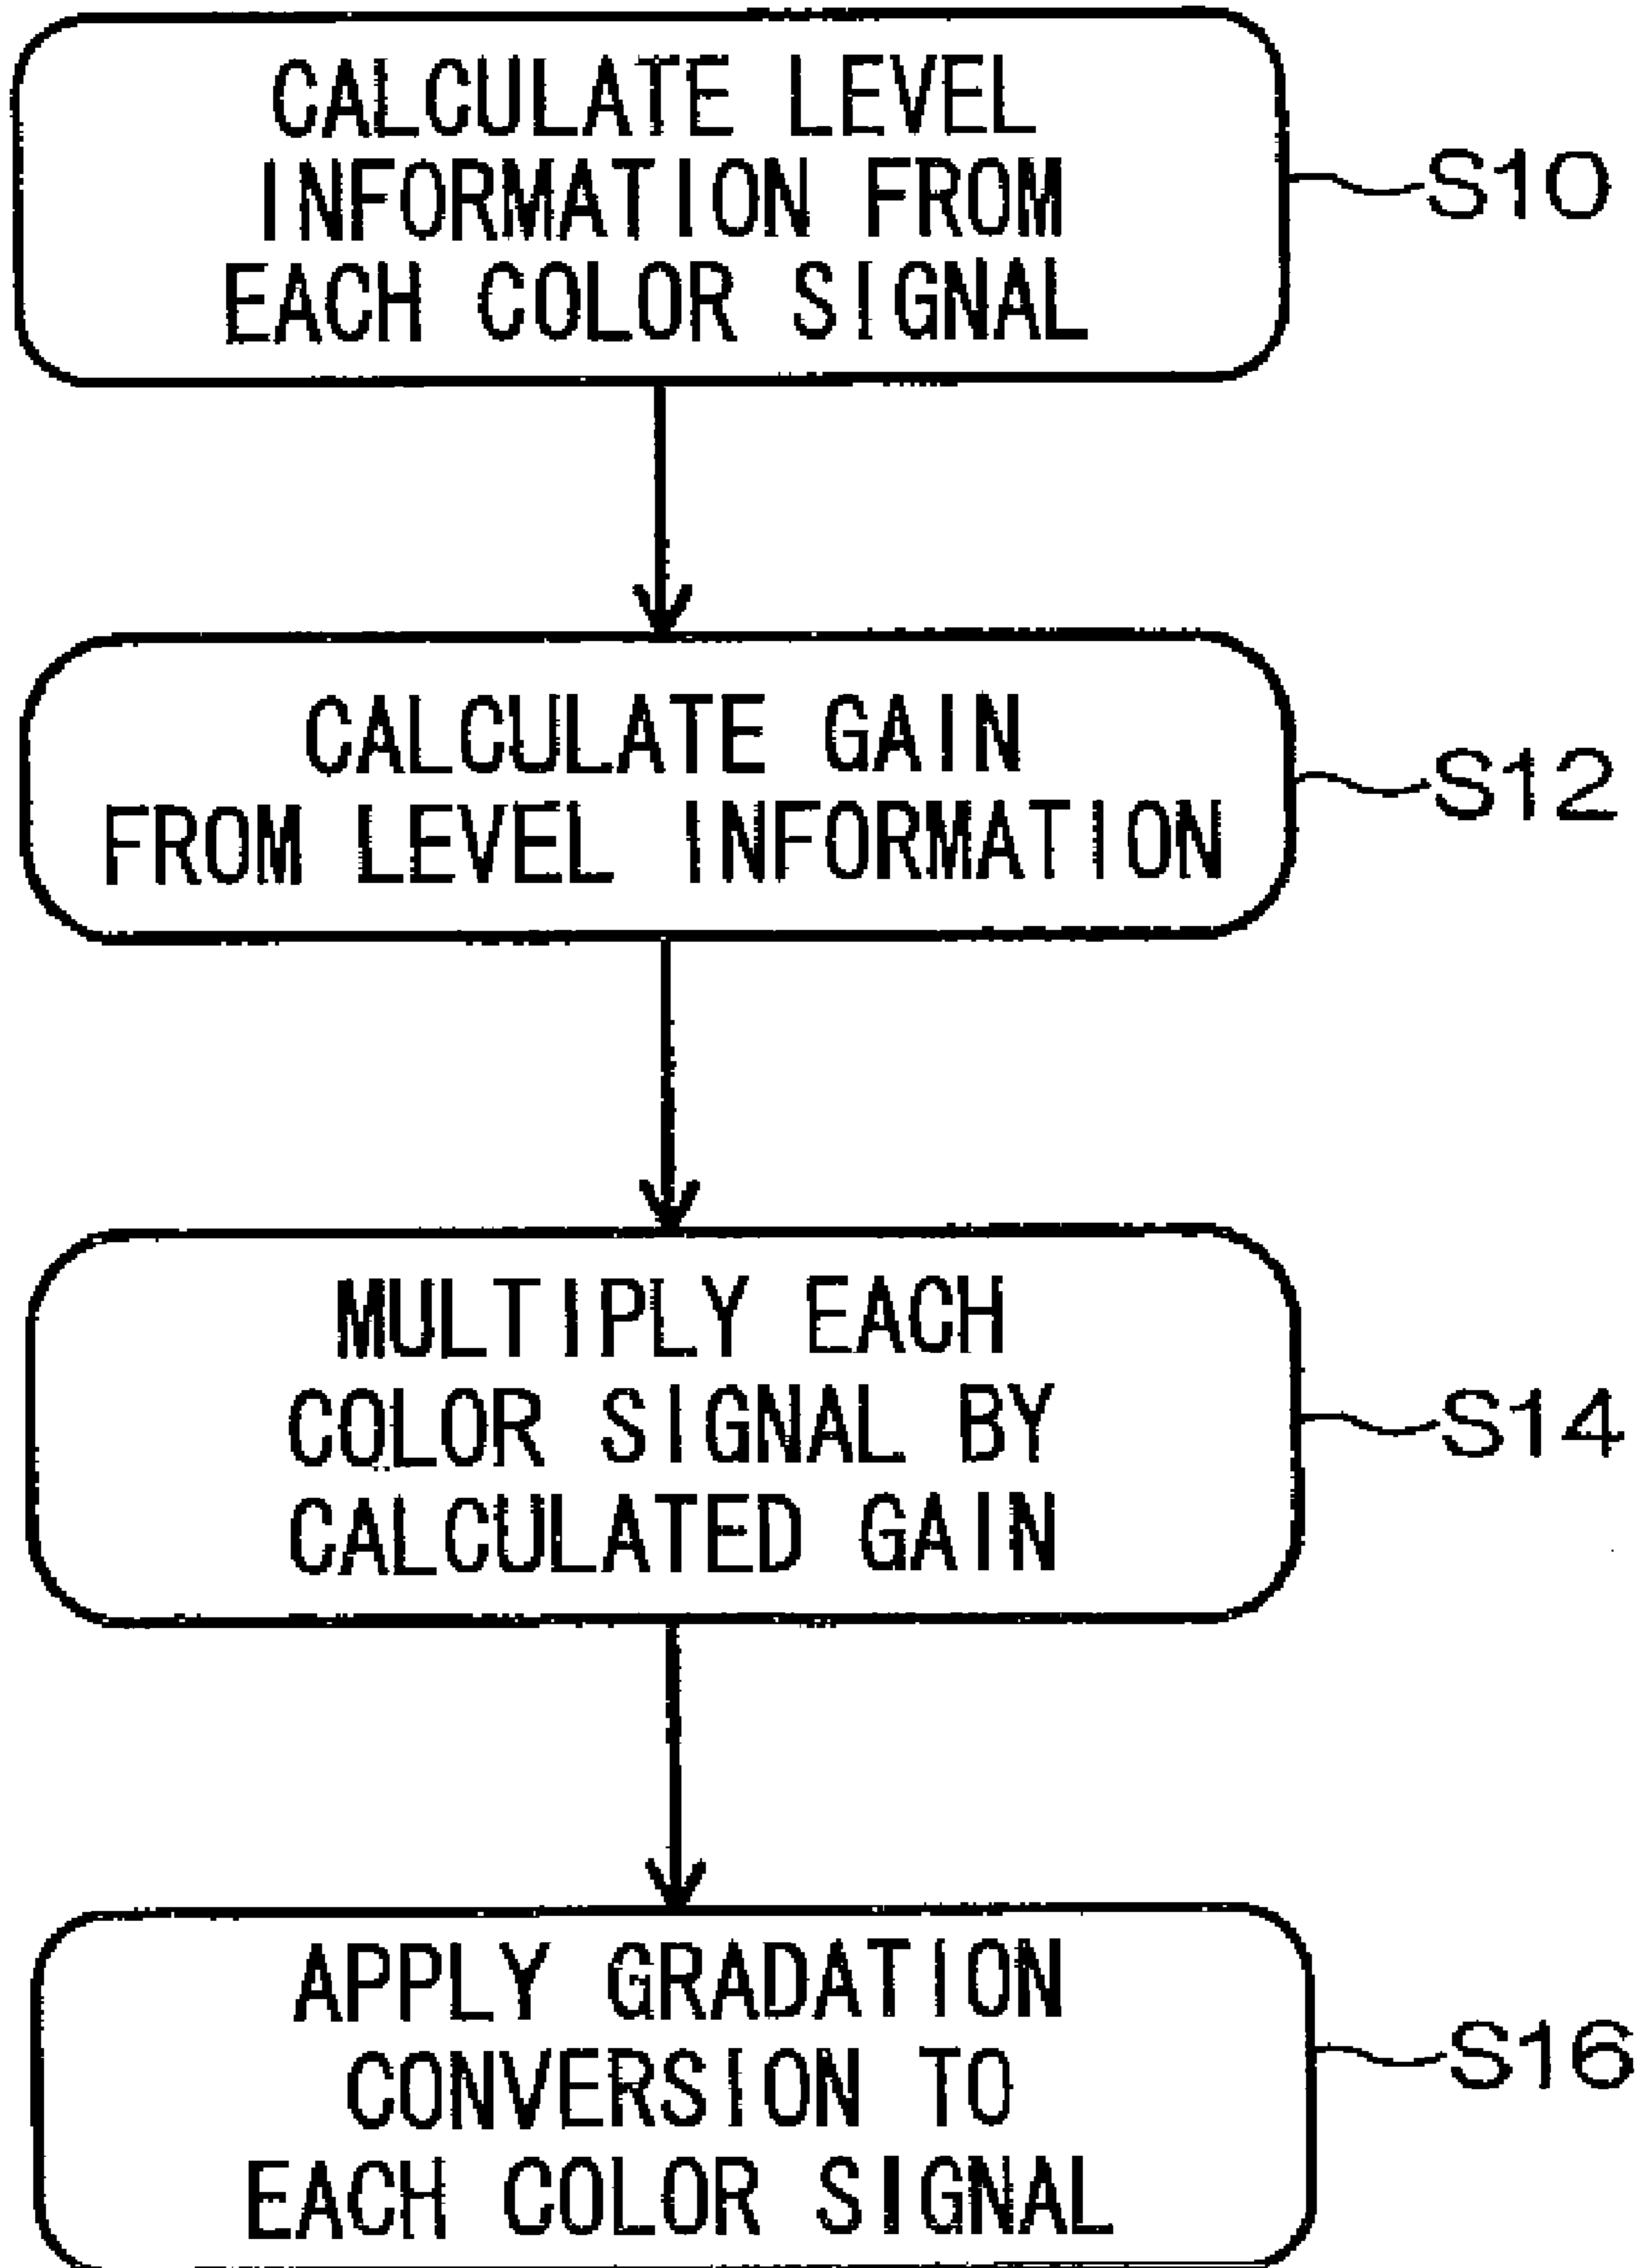 CALCULATE LEVEL
INFORMATION FROM
EACH COLOR SIGNAL
S10
CALCULATE GAIN
FROM LEVEL INFORMATION
S12
MULTIPLY EACH
COLOR SIGNAL BY
CALCULATED GAIN
S14
APPLY GRADATION
CONVERSION TO
EACH COLOR SIGNAL
S16